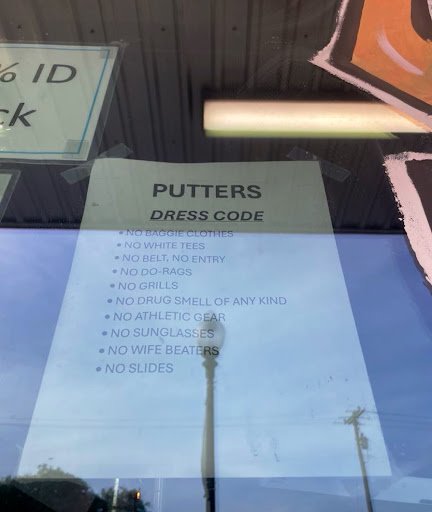 % ID
ck
PUTTERS
DRESS CODE
• NO BAGGIE CLOTHES
• NO WHITE TEES
• NO BELT, NO ENTRY
• NO DO-RAGS
• NO GRILLS
• NO DRUG SMELL OF ANY KIND
• NO ATHLETIC GEAR
• NO SUNGLASSES
• NO WIFE BEATERS
• NO SLIDES